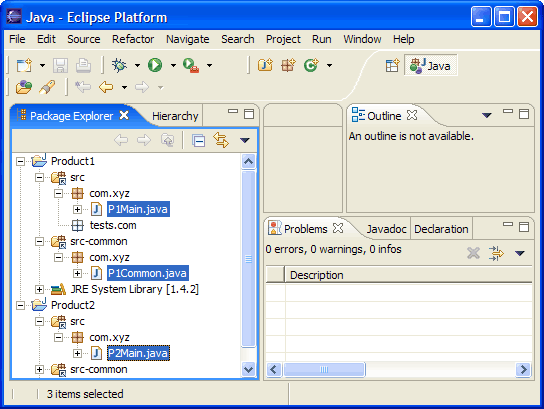 Java - Eclipse Platform
File Edit Source Refactor Navigate Search Project Run Window Help
Java
Package Explorer Hierarchy
Outline
An outline is not available.
Product1
src
com.xyz
P1Main.java
tests.com
src-common
com.xyz
P1Common.java
JRE System Library [1.4.2]
Product2
src
com.xyz
P2Main.java
src-common
Problems Javadoc Declaration
0 errors, 0 warnings, 0 infos
Description
3 items selected